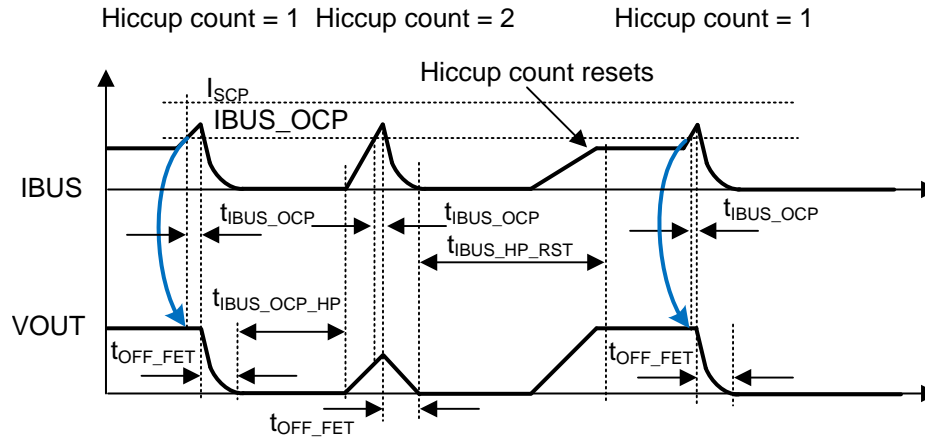 Hiccup count = 1 Hiccup count = 2 Hiccup count = 1
Hiccup count resets
ISCP
IBUS_OCP
IBUS
tIBUS_OCP tIBUS_OCP tIBUS_OCP
tIBUS_HP_RST
tIBUS_OCP_HP
VOUT
tOFF_FET tOFF_FET
tOFF_FET